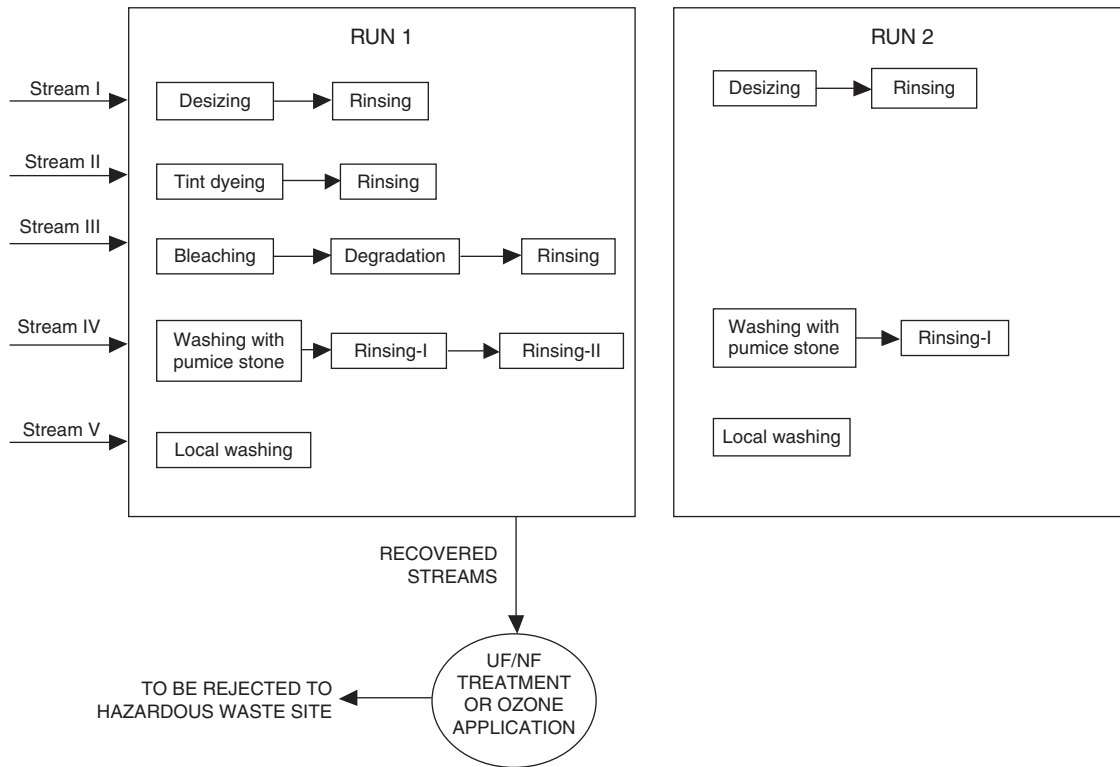 RUN 1
Stream I
Desizing
Rinsing
Stream II
Tint dyeing
Rinsing
Stream III
Bleaching
Degradation
Rinsing
Stream IV
Washing with
pumice stone
Rinsing-I
Rinsing-II
Stream V
Local washing
RUN 2
Desizing
Rinsing
Washing with
pumice stone
Rinsing-I
Local washing
RECOVERED
STREAMS
UF/NF
TREATMENT
OR OZONE
APPLICATION
TO BE REJECTED TO
HAZARDOUS WASTE SITE